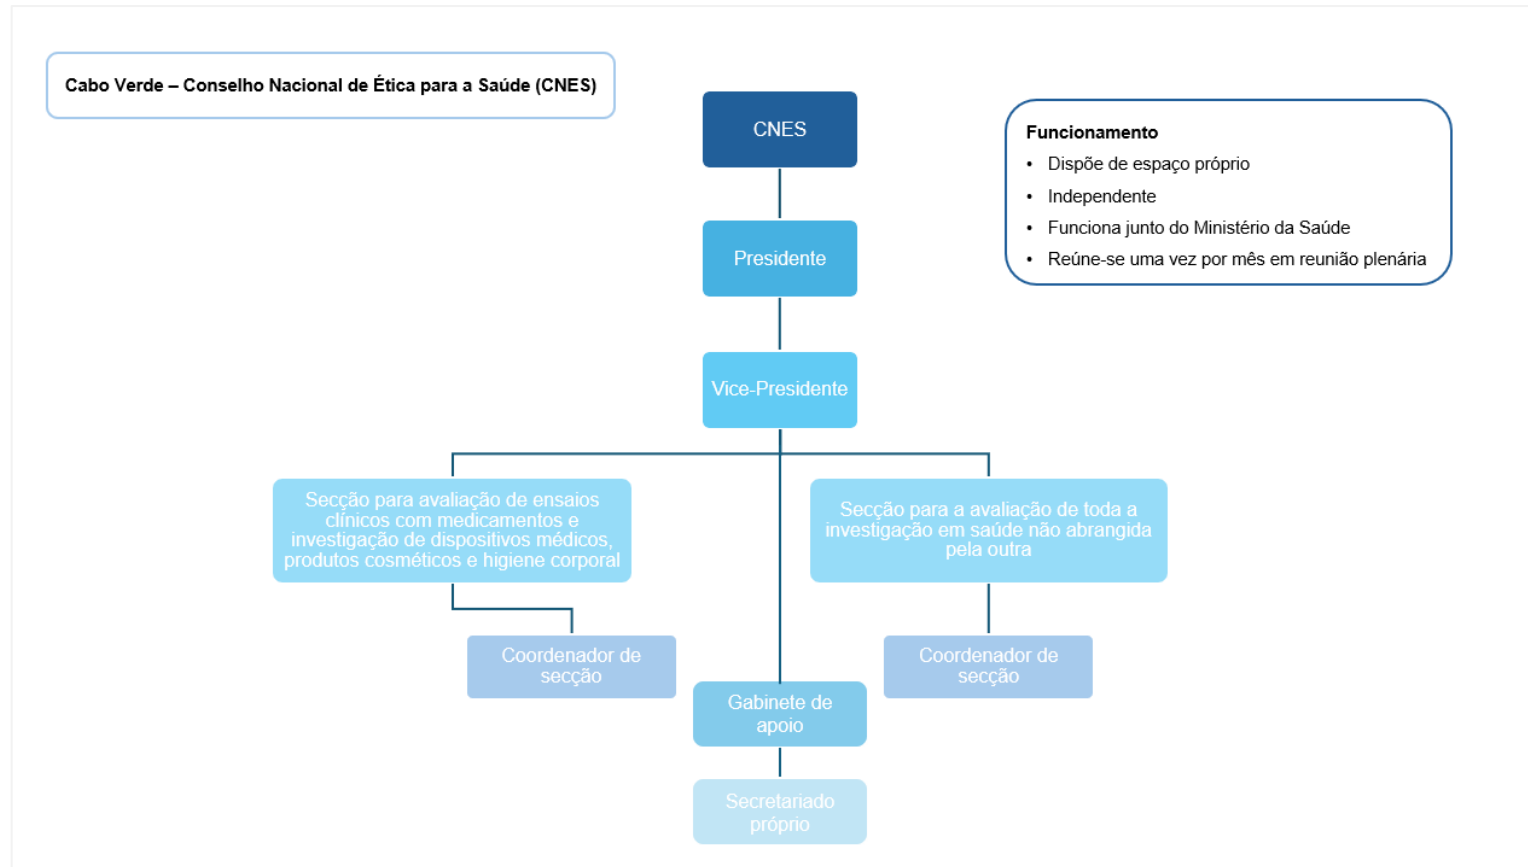 Cabo Verde – Conselho Nacional de Ética para a Saúde (CNES)
CNES
Funcionamento
• Dispõe de espaço próprio
• Independente
• Funciona junto do Ministério da Saúde
• Reúne-se uma vez por mês em reunião plenária
Presidente
Vice-Presidente
Secção para avaliação de ensaios
clínicos com medicamentos e
investigação de dispositivos médicos,
produtos cosméticos e higiene corporal
Secção para a avaliação de toda a
investigação em saúde não abrangida
pela outra
Coordenador de
secção
Coordenador de
secção
Gabinete de
apoio
Secretariado
próprio